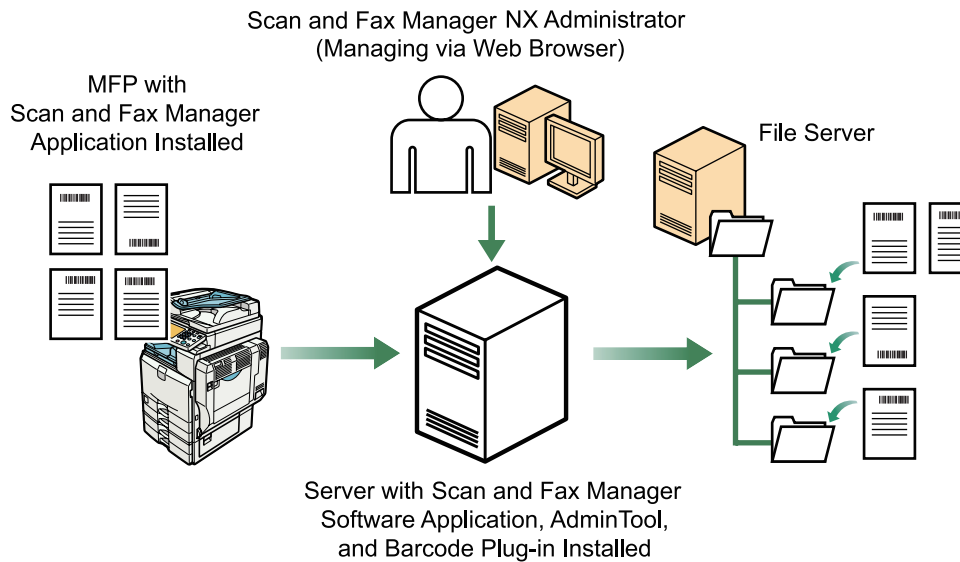 Scan and Fax Manager NX Administrator
(Managing via Web Browser)
MFP with
Scan and Fax Manager
Application Installed
File Server
Server with Scan and Fax Manager
Software Application, AdminTool,
and Barcode Plug-in Installed